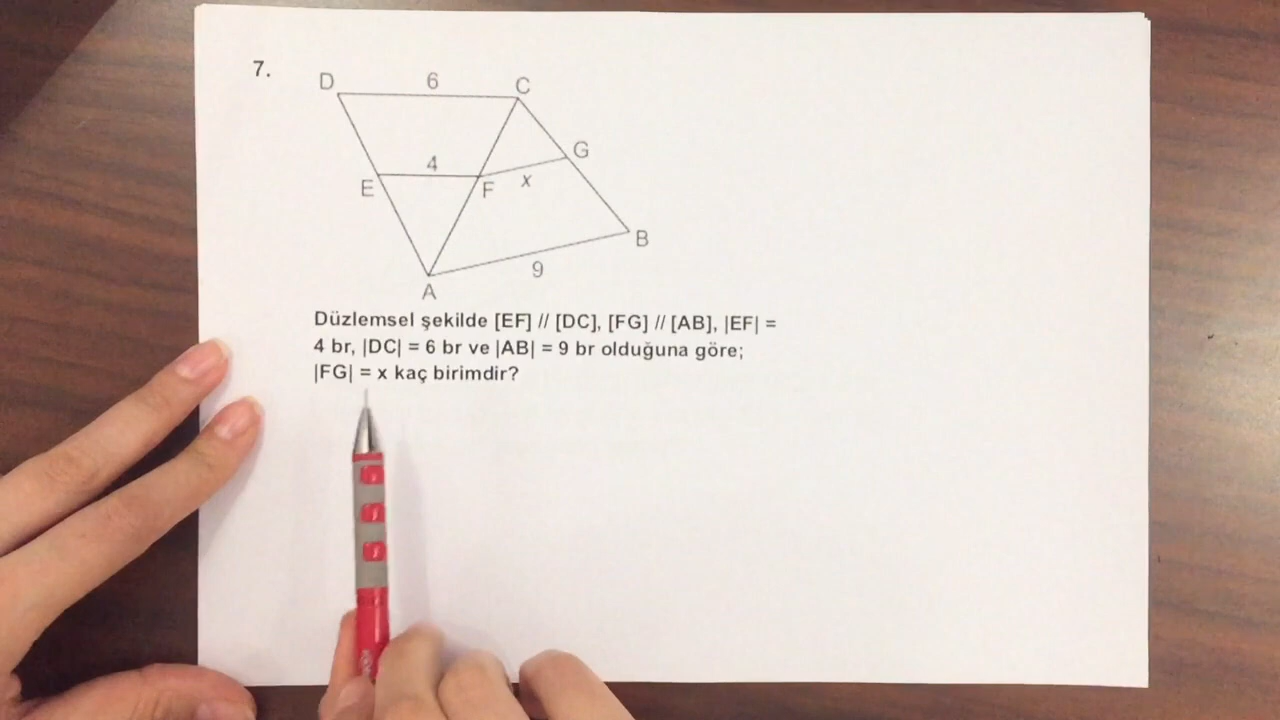 7.
D 6 C
4
E F x G
B
9
A
Düzlemsel şekilde [EF] // [DC], [FG] // [AB], |EF| =
4 br, |DC| = 6 br ve |AB| = 9 br olduğuna göre;
|FG| = x kaç birimdir?